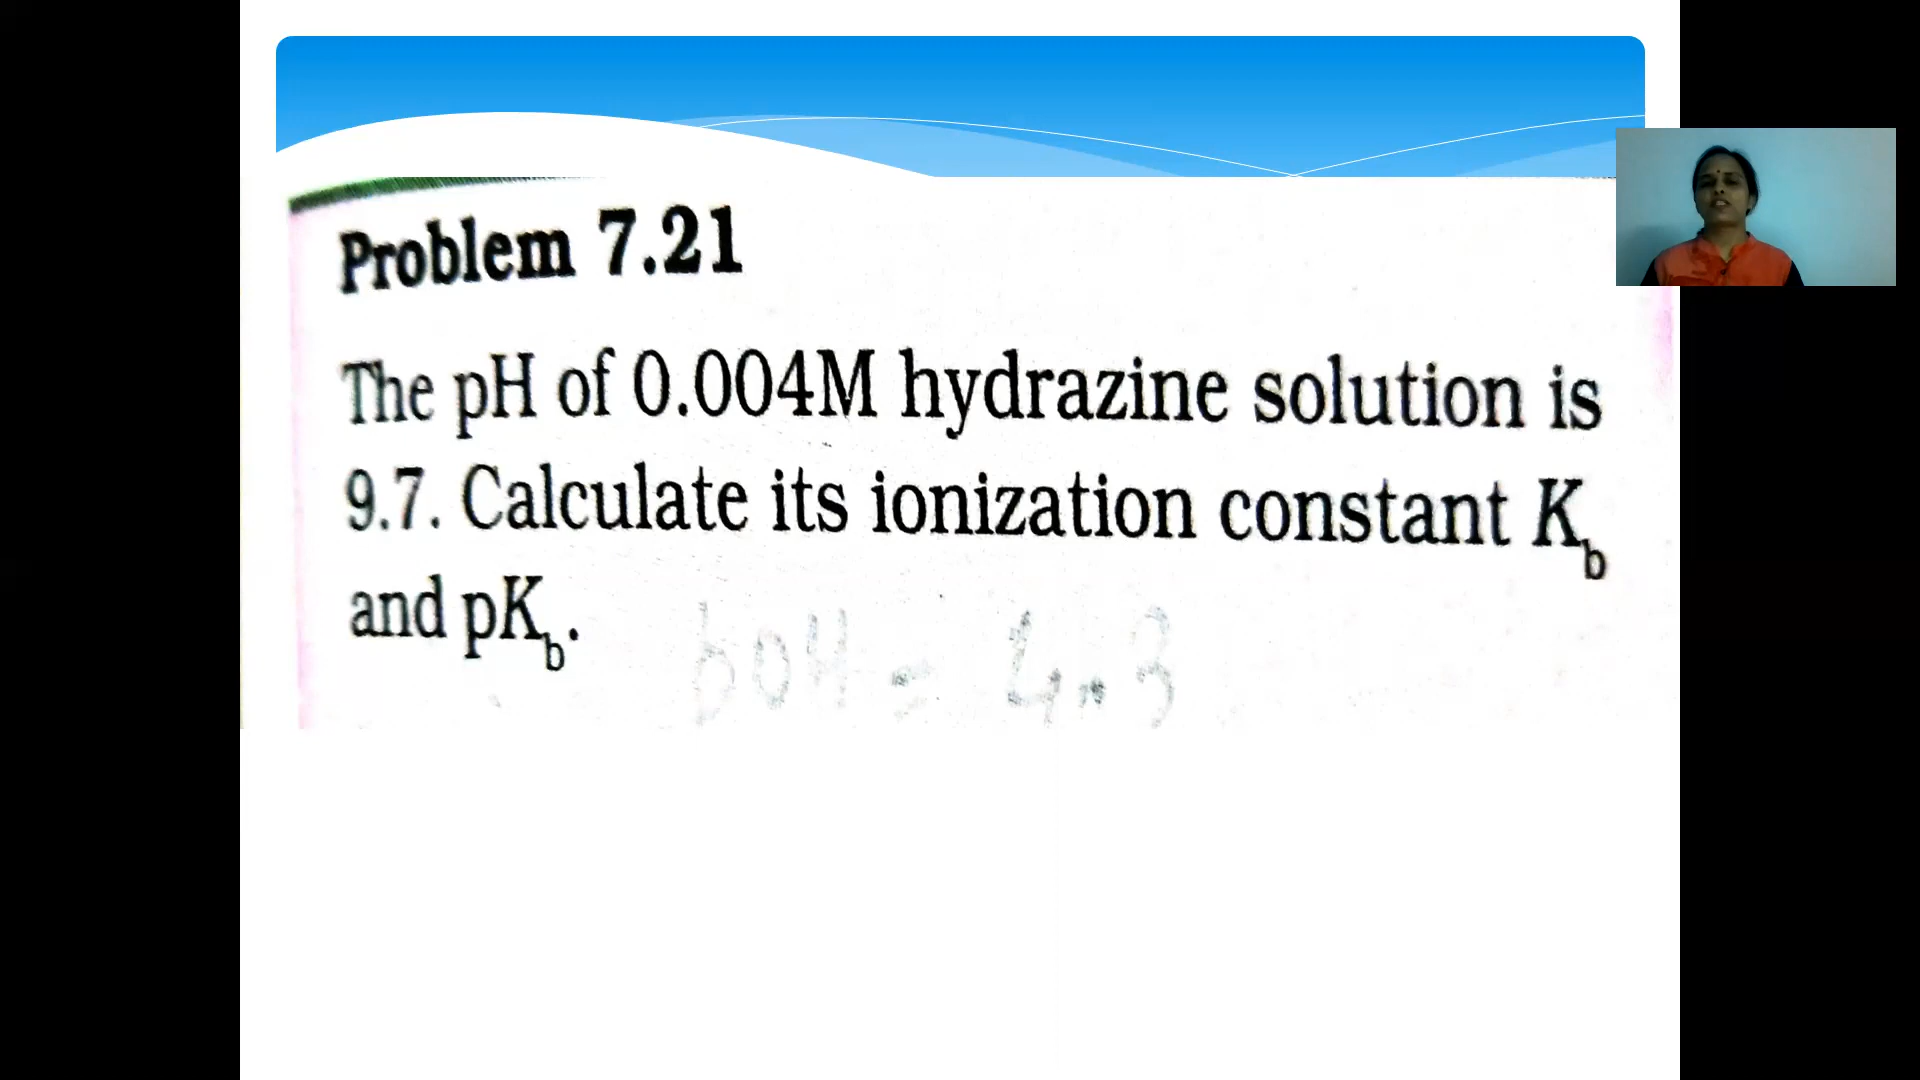 Problem 7.21
The pH of 0.004M hydrazine solution is
9.7. Calculate its ionization constant K_b
and pK_b.
pOH = 4.3